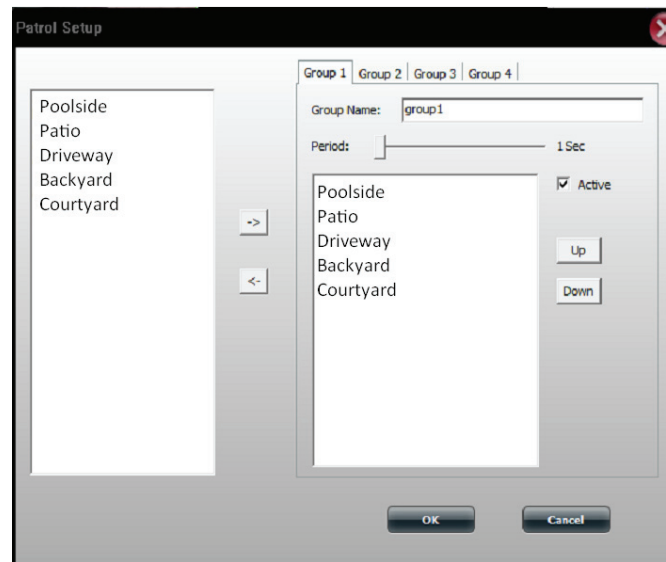 Patrol Setup
Poolside
Patio
Driveway
Backyard
Courtyard
->
<-
Group 1 Group 2 Group 3 Group 4
Group Name: group1
Period: 1 Sec
Active
Poolside
Patio
Driveway
Backyard
Courtyard
Up
Down
OK Cancel